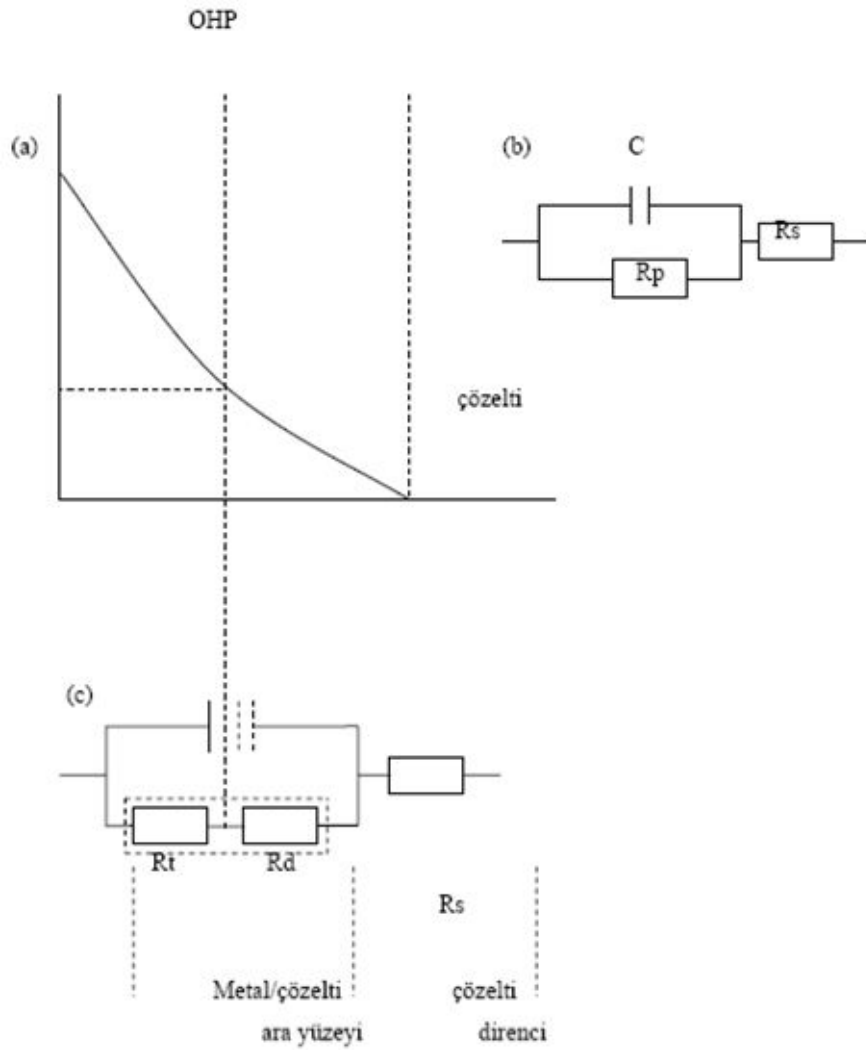 OHP
(a)
(b)
C
Rs
Rp
çözelti
(c)
Rt
Rd
Rs
Metal/çözelti
ara yüzeyi
çözelti
direnci